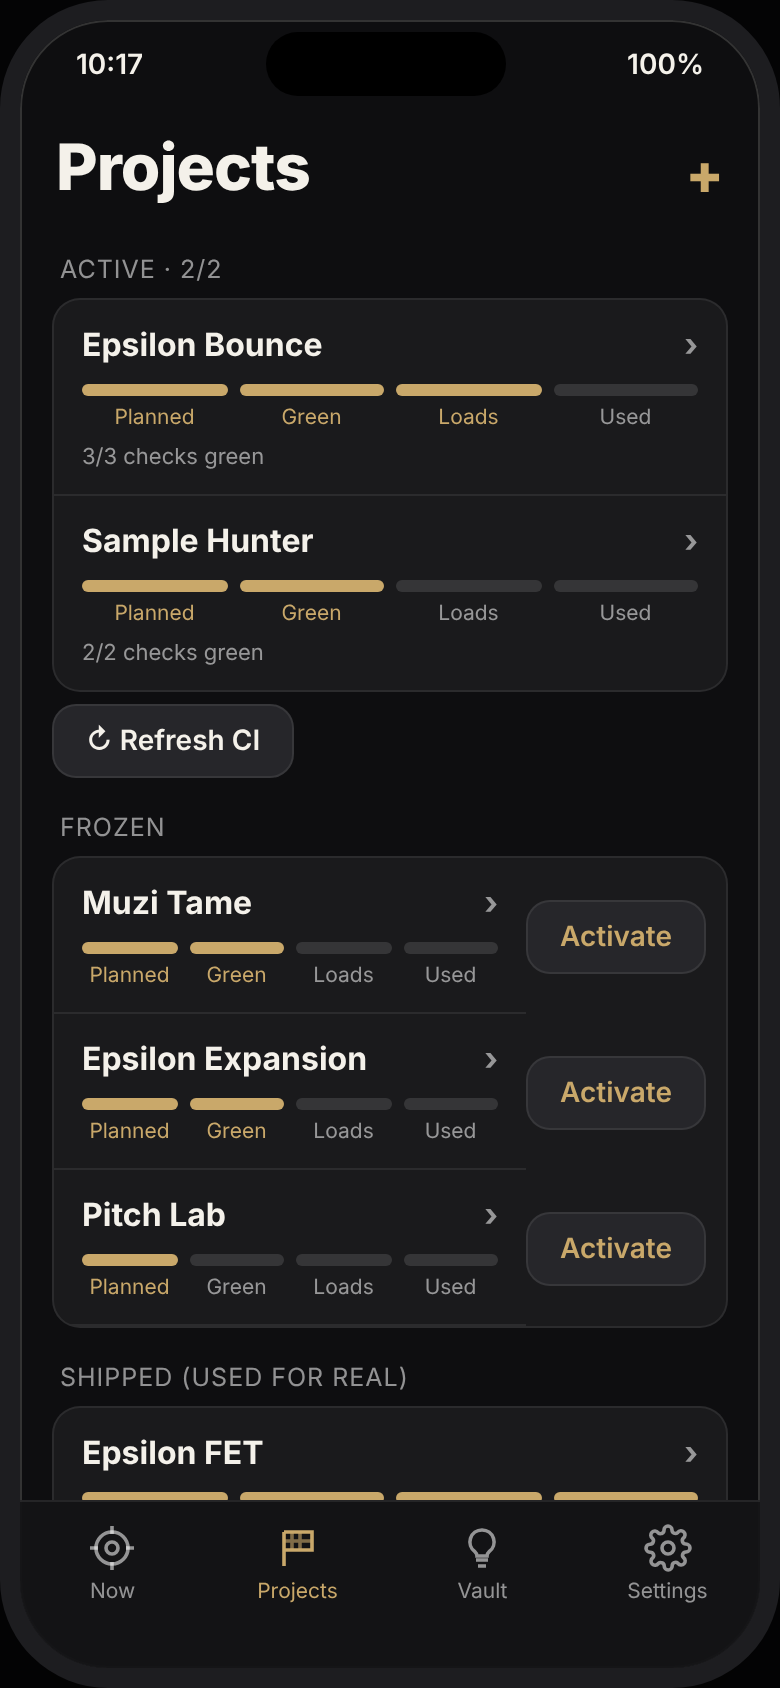 10:17 100%
Projects +
ACTIVE · 2/2
Epsilon Bounce ›
Planned Green Loads Used
3/3 checks green
Sample Hunter ›
Planned Green Loads Used
2/2 checks green
↻ Refresh CI
FROZEN
Muzi Tame ›
Activate
Planned Green Loads Used
Epsilon Expansion ›
Activate
Planned Green Loads Used
Pitch Lab ›
Activate
Planned Green Loads Used
SHIPPED (USED FOR REAL)
Epsilon FET ›
Now Projects Vault Settings